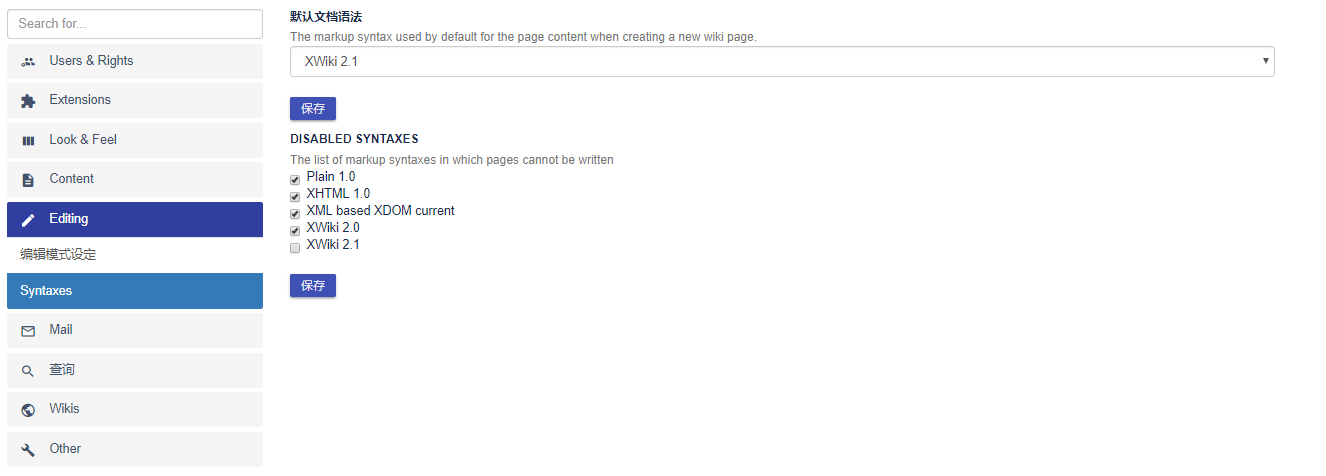 Search for...
Users & Rights
Extensions
Look & Feel
Content
Editing
编辑模式设定
Syntaxes
Mail
查询
Wikis
Other
默认文档语法
The markup syntax used by default for the page content when creating a new wiki page.
XWiki 2.1
保存
DISABLED SYNTAXES
The list of markup syntaxes in which pages cannot be written
Plain 1.0
XHTML 1.0
XML based XDOM current
XWiki 2.0
XWiki 2.1
保存